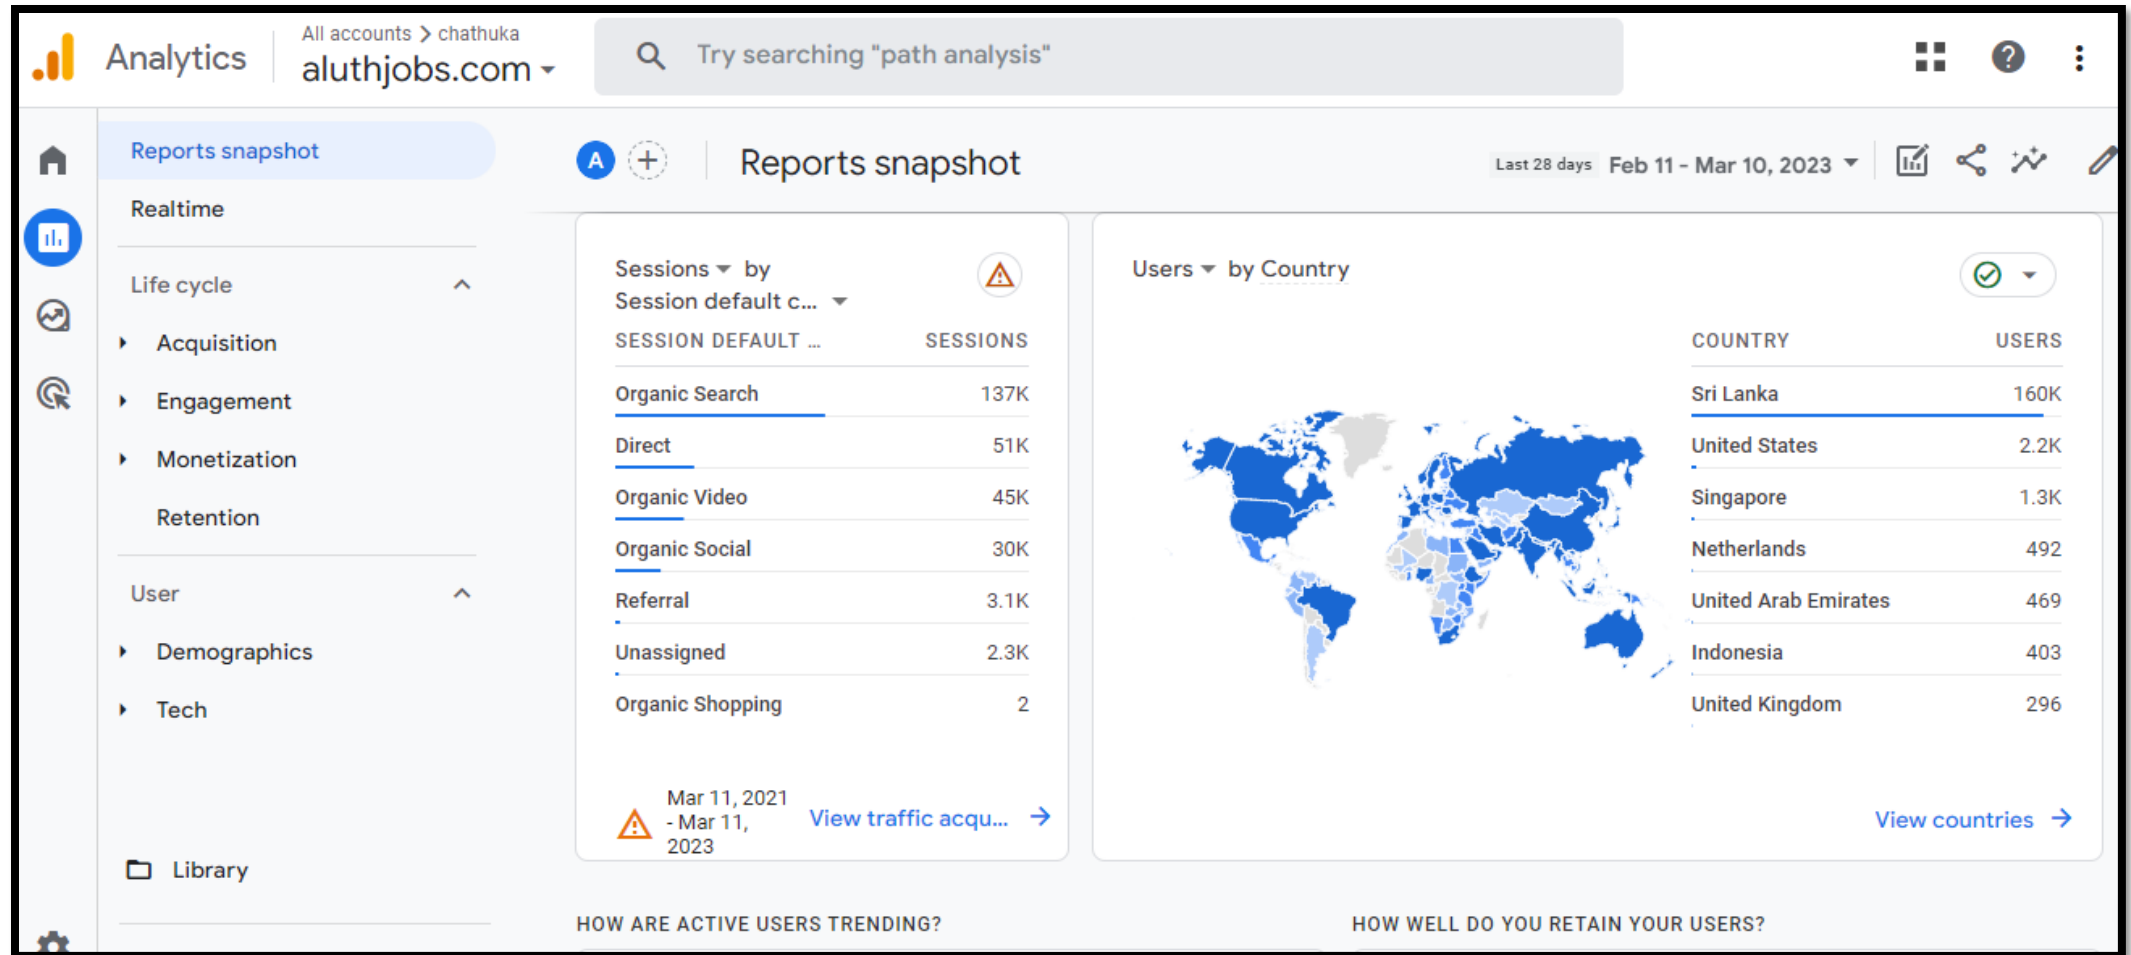 Analytics
All accounts > chathuka
aluthjobs.com
Try searching "path analysis"
Reports snapshot
Realtime
Life cycle
Acquisition
Engagement
Monetization
Retention
User
Demographics
Tech
Library
A
Reports snapshot
Last 28 days Feb 11 - Mar 10, 2023
Sessions by
Session default c...
SESSION DEFAULT ... SESSIONS
Organic Search 137K
Direct 51K
Organic Video 45K
Organic Social 30K
Referral 3.1K
Unassigned 2.3K
Organic Shopping 2
Mar 11, 2021
- Mar 11,
2023
View traffic acqu...
Users by Country
COUNTRY USERS
Sri Lanka 160K
United States 2.2K
Singapore 1.3K
Netherlands 492
United Arab Emirates 469
Indonesia 403
United Kingdom 296
View countries
HOW ARE ACTIVE USERS TRENDING?
HOW WELL DO YOU RETAIN YOUR USERS?